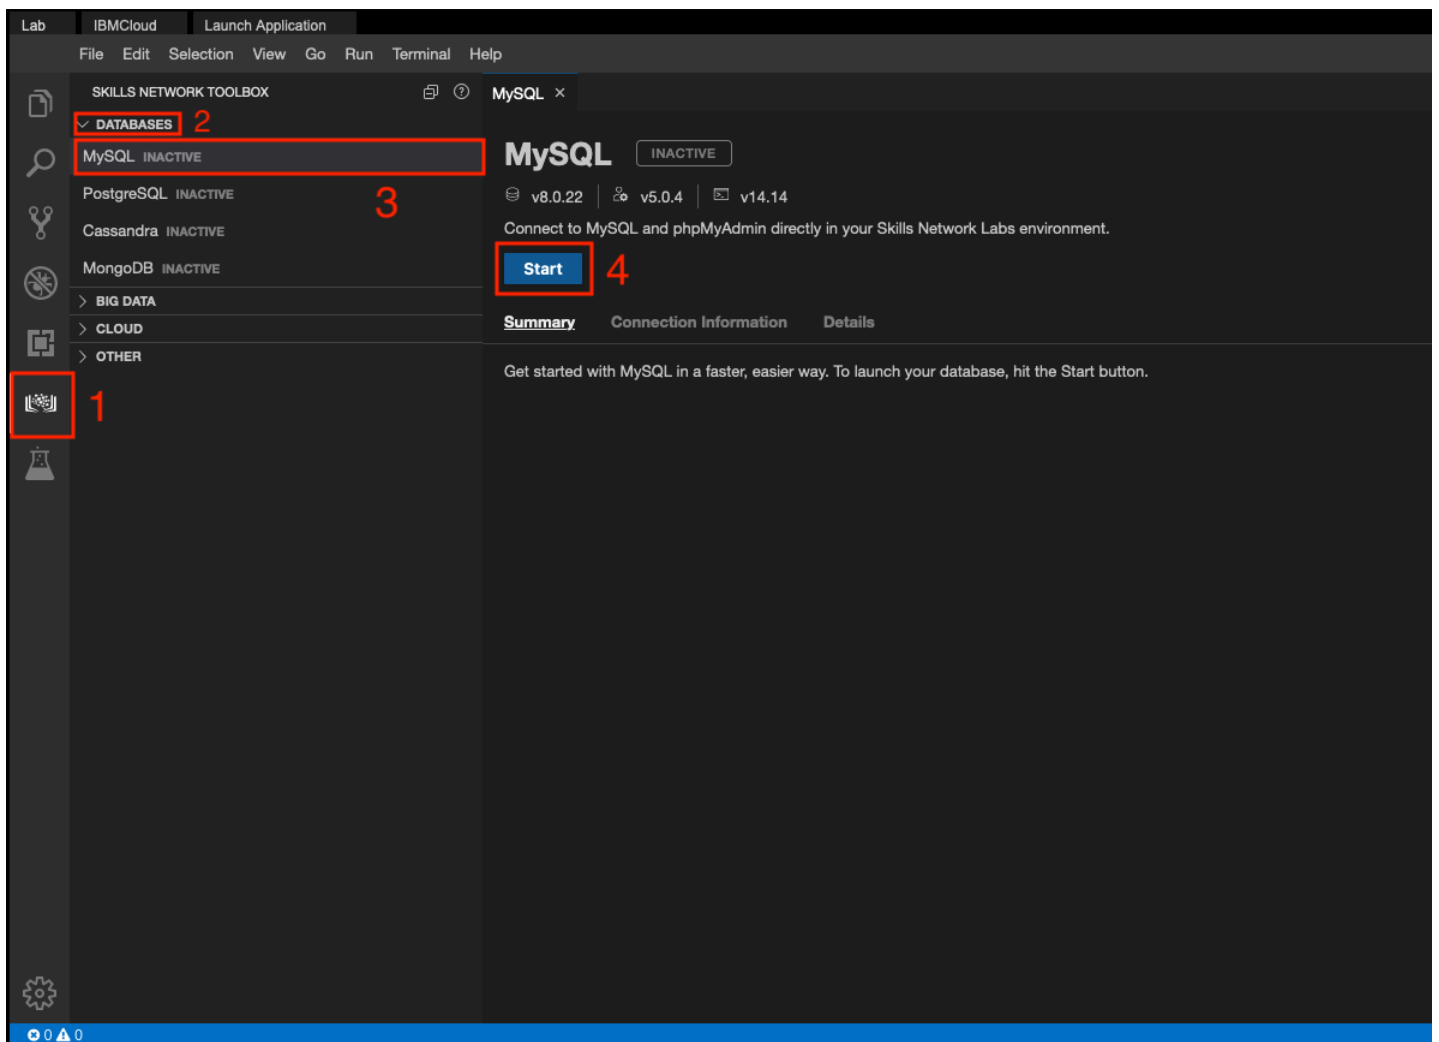 Lab IBMCloud Launch Application
File Edit Selection View Go Run Terminal Help
SKILLS NETWORK TOOLBOX
DATABASES 2
MySQL INACTIVE
PostgreSQL INACTIVE
3
Cassandra INACTIVE
MongoDB INACTIVE
BIG DATA
CLOUD
OTHER
1
MySQL ×
MySQL INACTIVE
v8.0.22 v5.0.4 v14.14
Connect to MySQL and phpMyAdmin directly in your Skills Network Labs environment.
Start 4
Summary Connection Information Details
Get started with MySQL in a faster, easier way. To launch your database, hit the Start button.
0 0